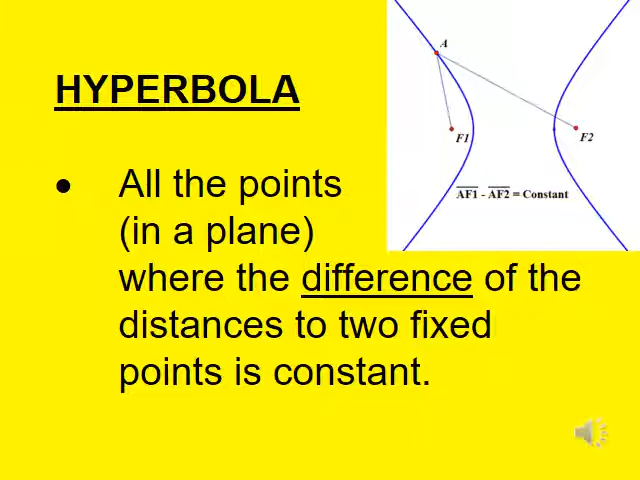 HYPERBOLA
A
F1
F2
AF1 - AF2 = Constant
• All the points
(in a plane)
where the difference of the
distances to two fixed
points is constant.